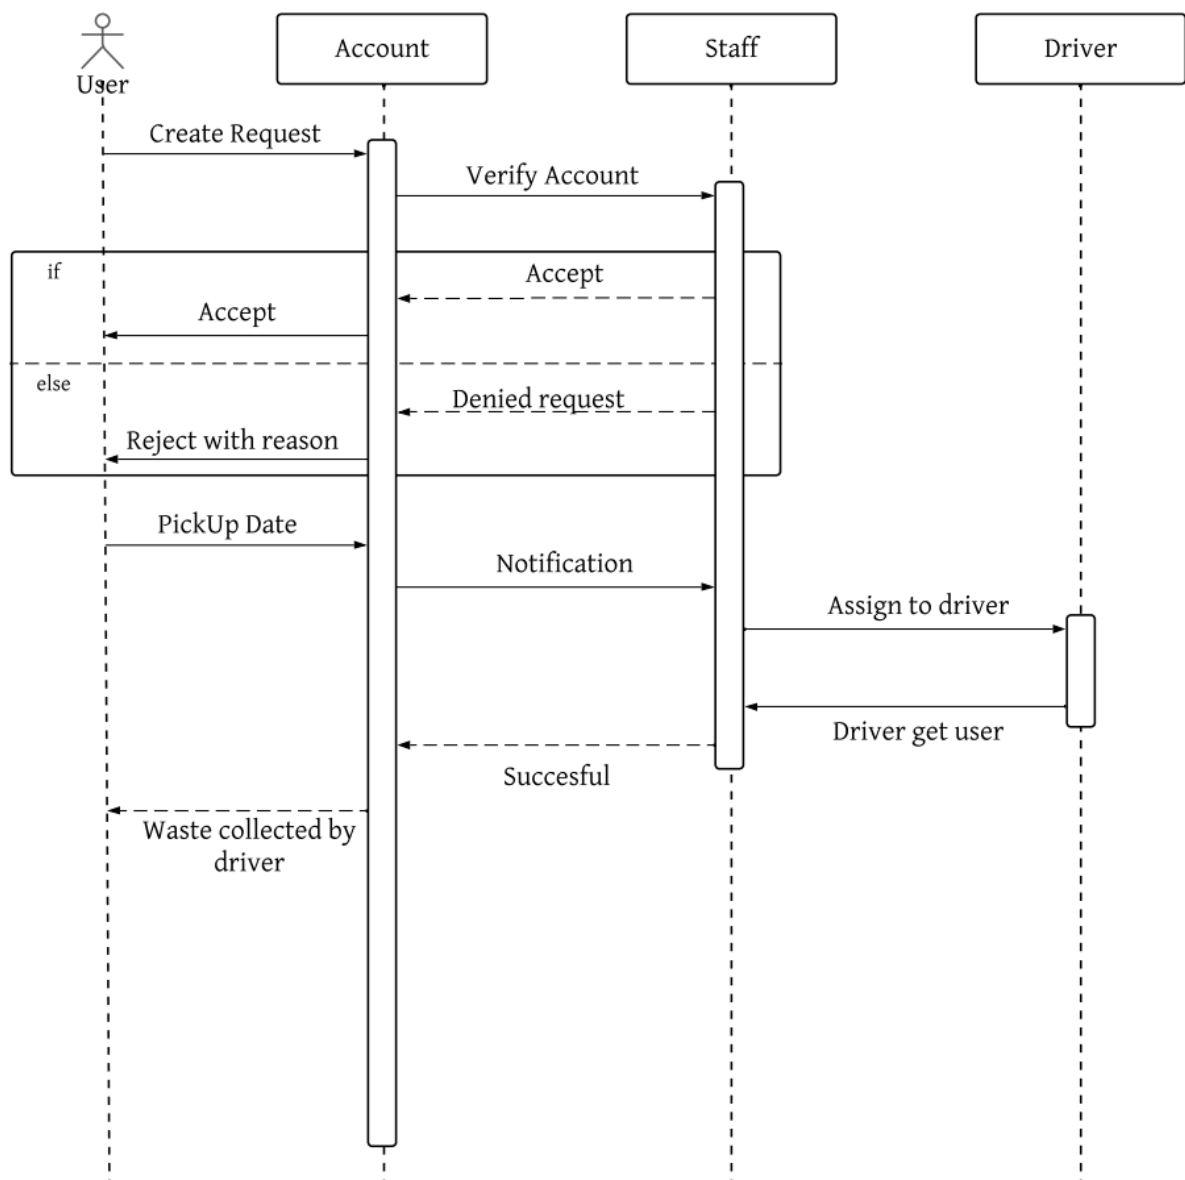 User
Account
Staff
Driver
Create Request
Verify Account
if
Accept
Accept
else
Denied request
Reject with reason
PickUp Date
Notification
Assign to driver
Driver get user
Succesful
Waste collected by
driver